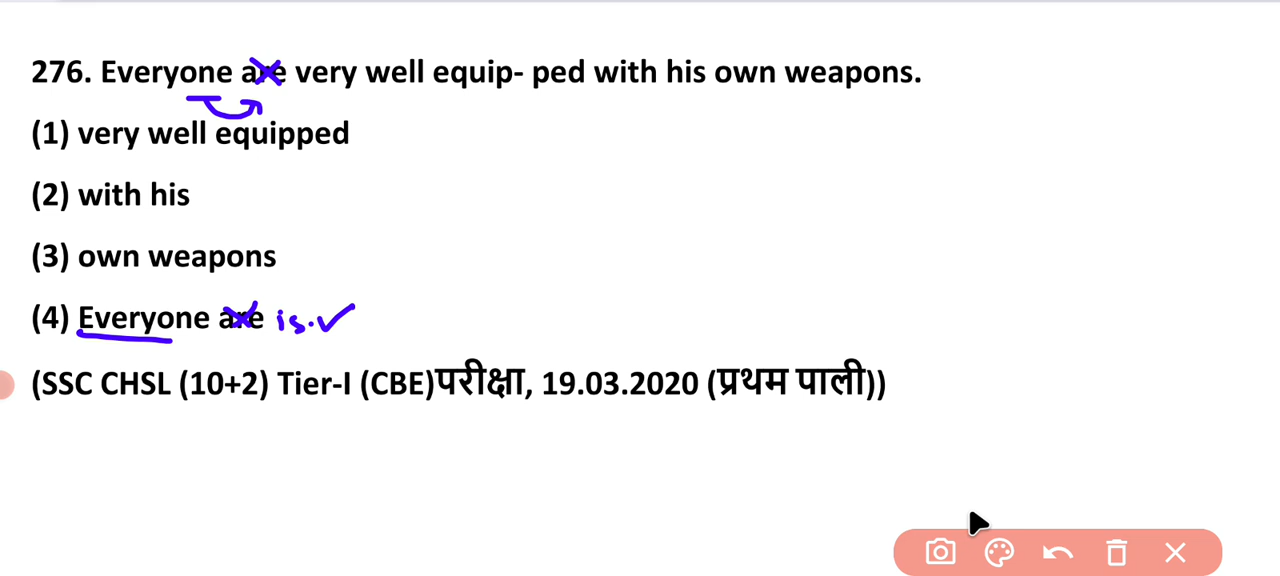 276. Everyone are very well equip- ped with his own weapons.
(1) very well equipped
(2) with his
(3) own weapons
(4) Everyone are is.✓
(SSC CHSL (10+2) Tier-I (CBE)परीक्षा, 19.03.2020 (प्रथम पाली))